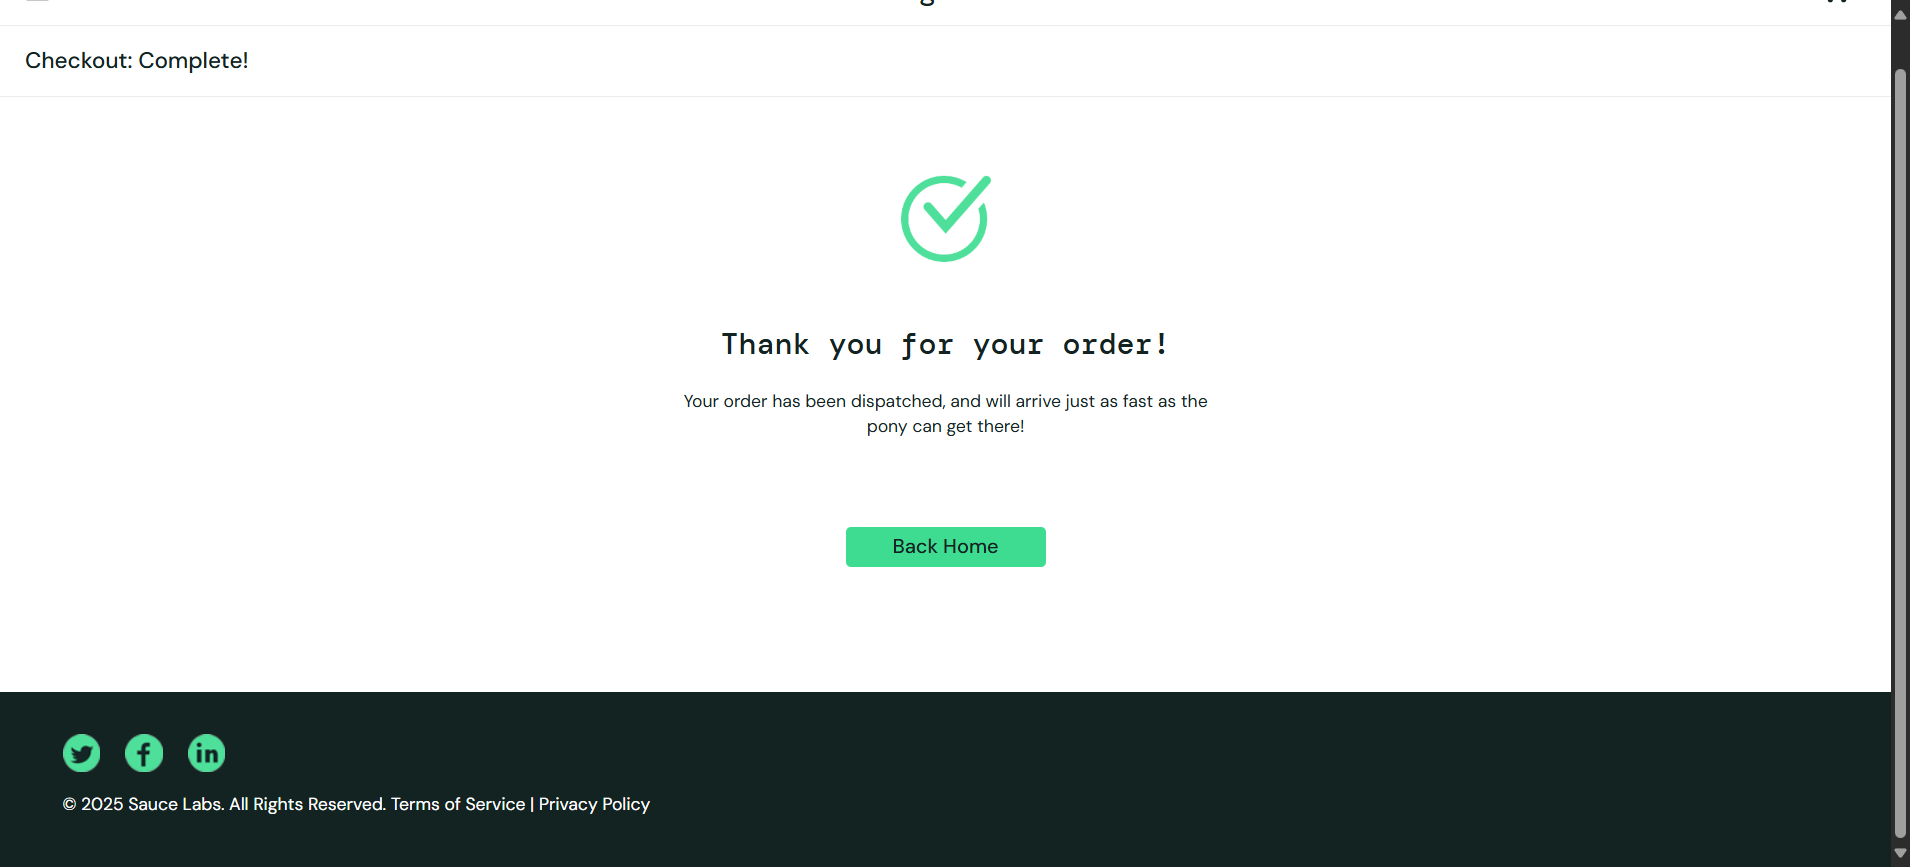 Checkout: Complete!
Thank you for your order!
Your order has been dispatched, and will arrive just as fast as the
pony can get there!
Back Home
© 2025 Sauce Labs. All Rights Reserved. Terms of Service | Privacy Policy